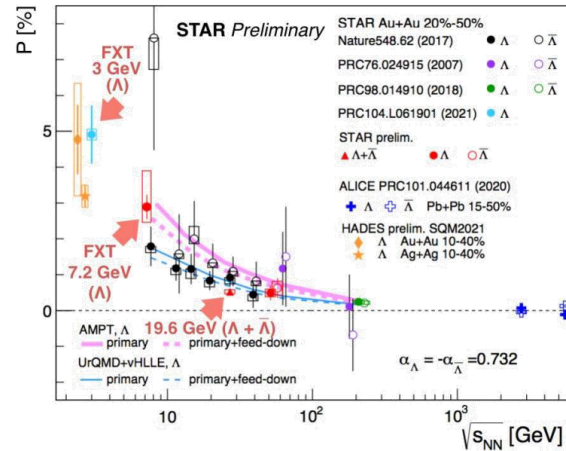 P [%]
STAR Preliminary
STAR Au+Au 20%-50%
Nature548.62 (2017) Λ Λ̅
PRC76.024915 (2007) Λ Λ̅
PRC98.014910 (2018) Λ Λ̅
PRC104.L061901 (2021) Λ
STAR prelim.
Λ+Λ̅ Λ Λ̅
ALICE PRC101.044611 (2020)
Λ Λ̅ Pb+Pb 15-50%
HADES prelim. SQM2021
Λ Au+Au 10-40%
Λ Ag+Ag 10-40%
FXT
3 GeV
(Λ)
5
FXT
7.2 GeV
(Λ)
19.6 GeV (Λ + Λ̅)
0
AMPT, Λ
primary primary+feed-down
UrQMD+vHLLE, Λ
primary primary+feed-down
α_Λ = -α_Λ̅ =0.732
10 10² 10³
√s_NN [GeV]